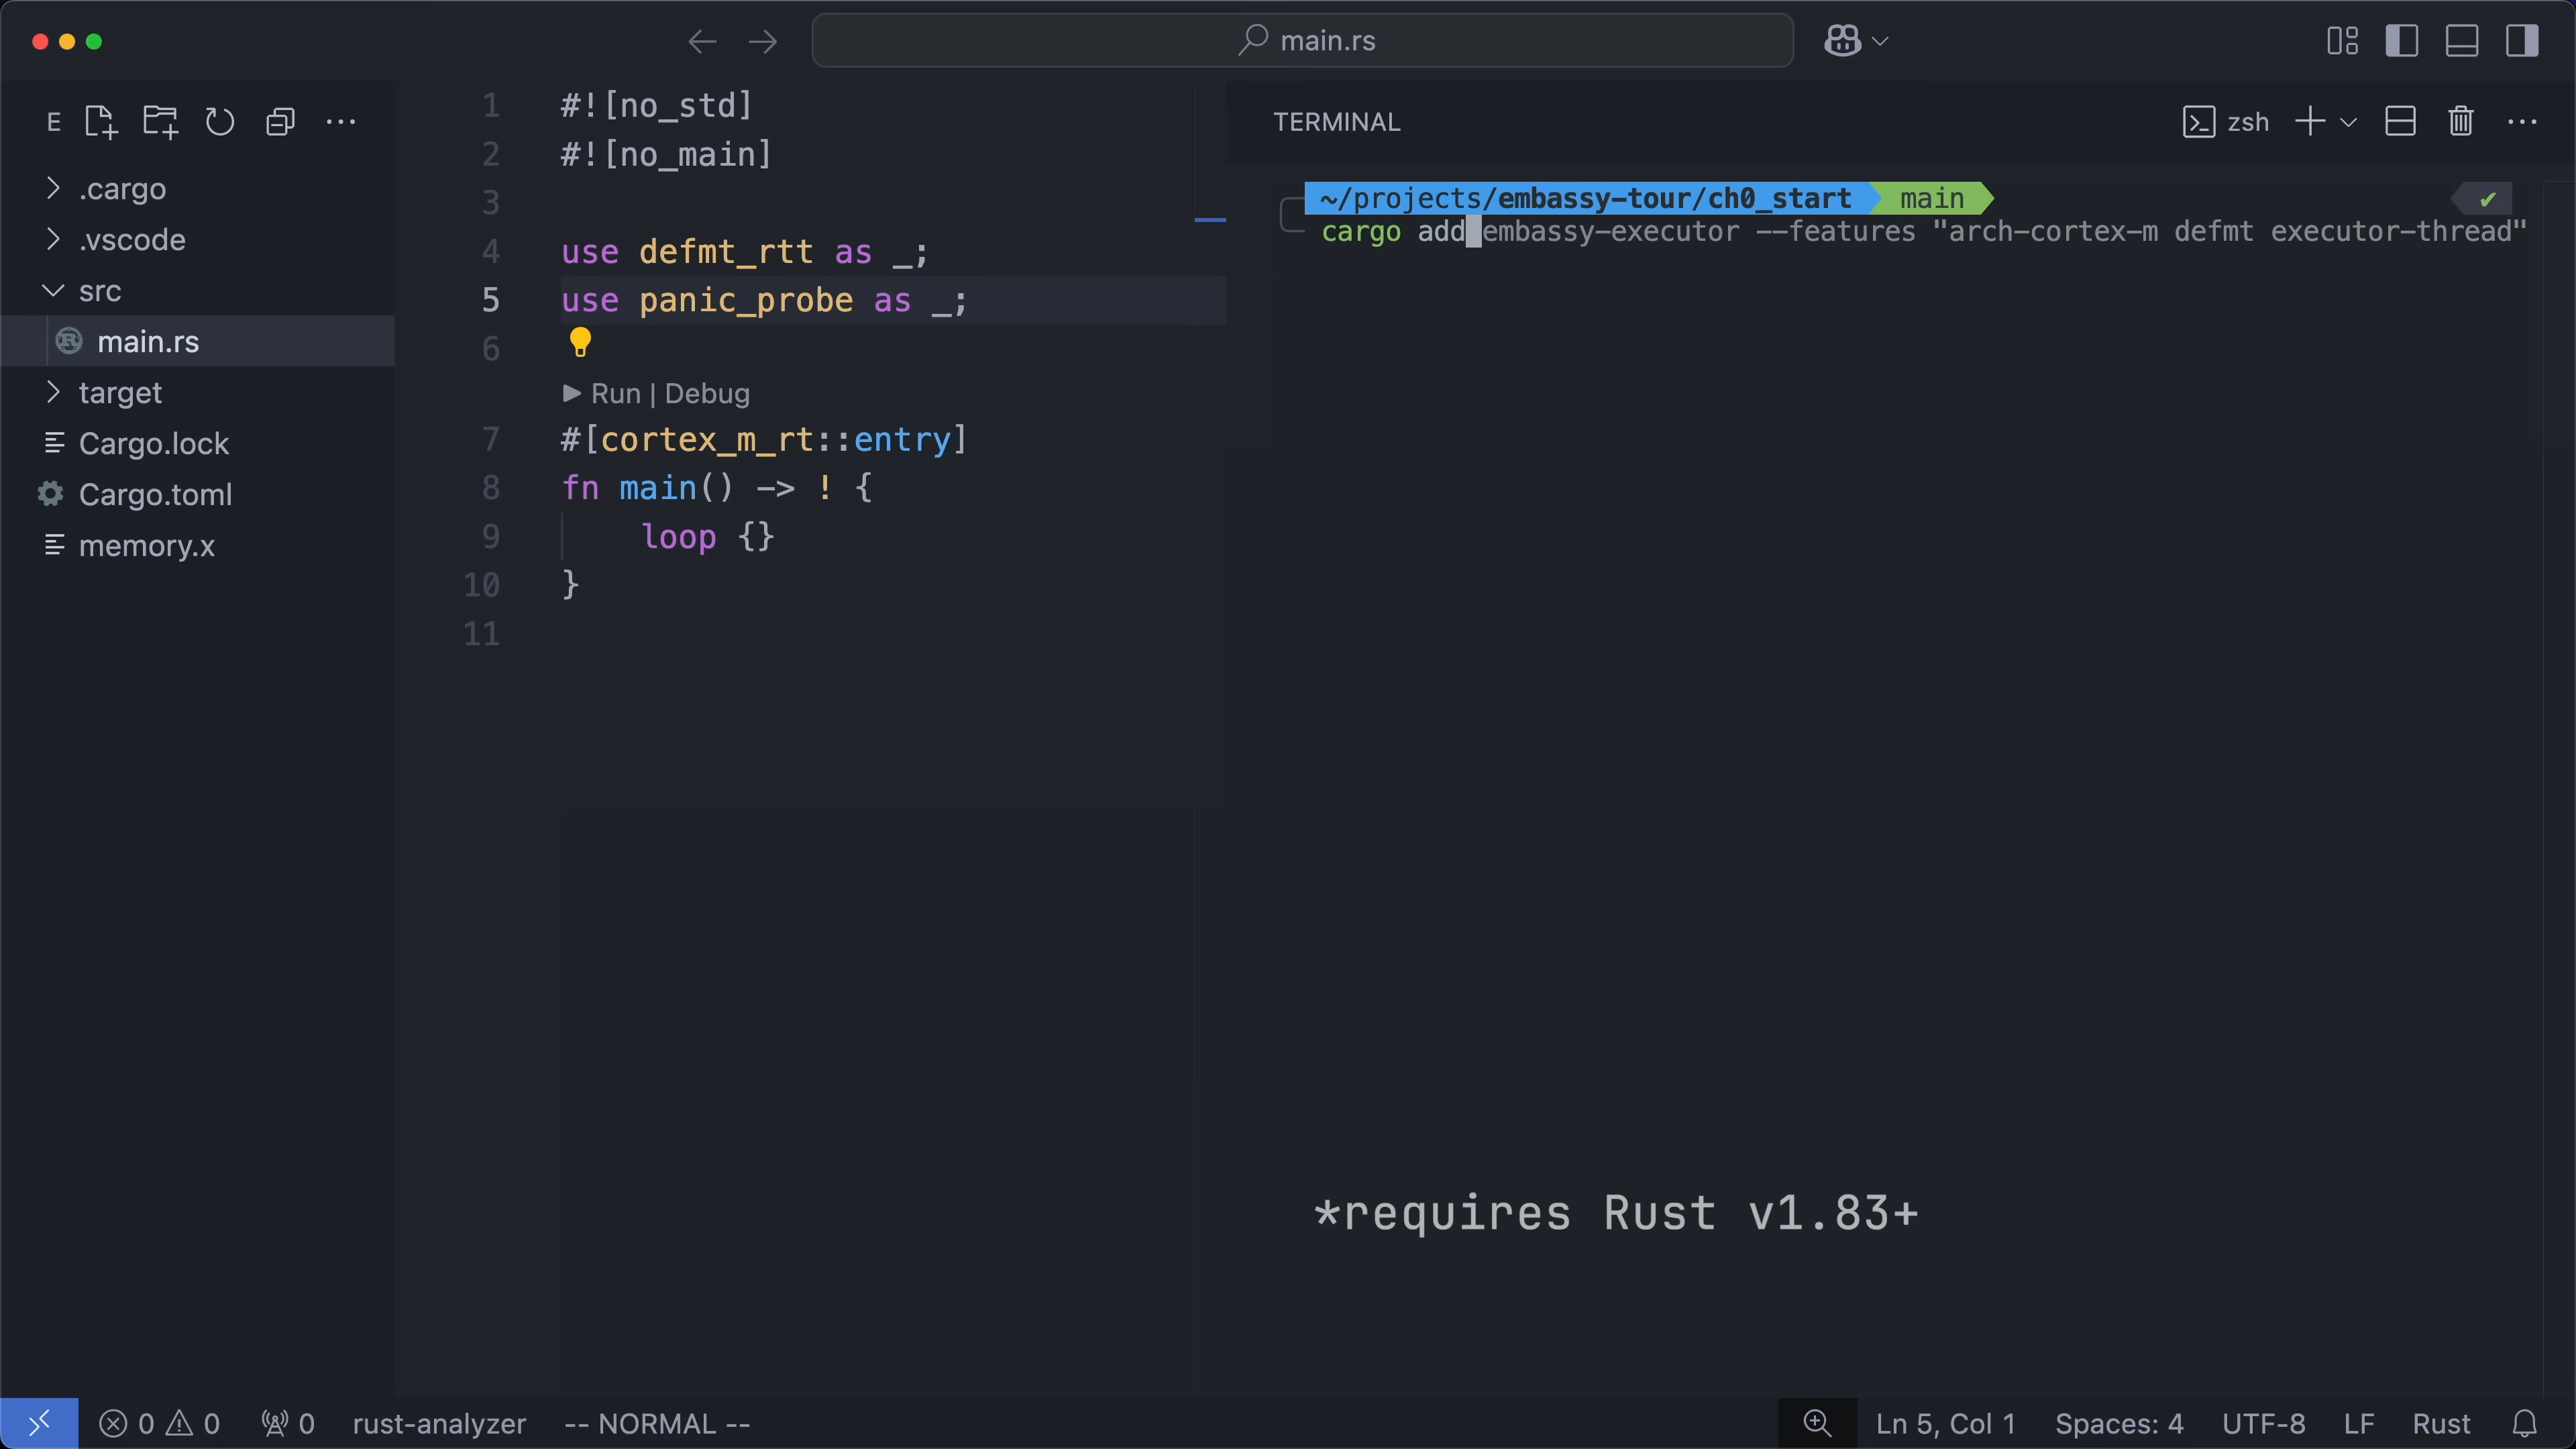 main.rs
E
.cargo
.vscode
src
main.rs
target
Cargo.lock
Cargo.toml
memory.x
1 #![no_std]
2 #![no_main]
3
4 use defmt_rtt as _;
5 use panic_probe as _;
6
Run | Debug
7 #[cortex_m_rt::entry]
8 fn main() -> ! {
9 loop {}
10 }
11
TERMINAL
zsh
~/projects/embassy-tour/ch0_start main ✔
cargo add embassy-executor --features "arch-cortex-m defmt executor-thread"
*requires Rust v1.83+
0 0 0 rust-analyzer -- NORMAL -- Ln 5, Col 1 Spaces: 4 UTF-8 LF Rust